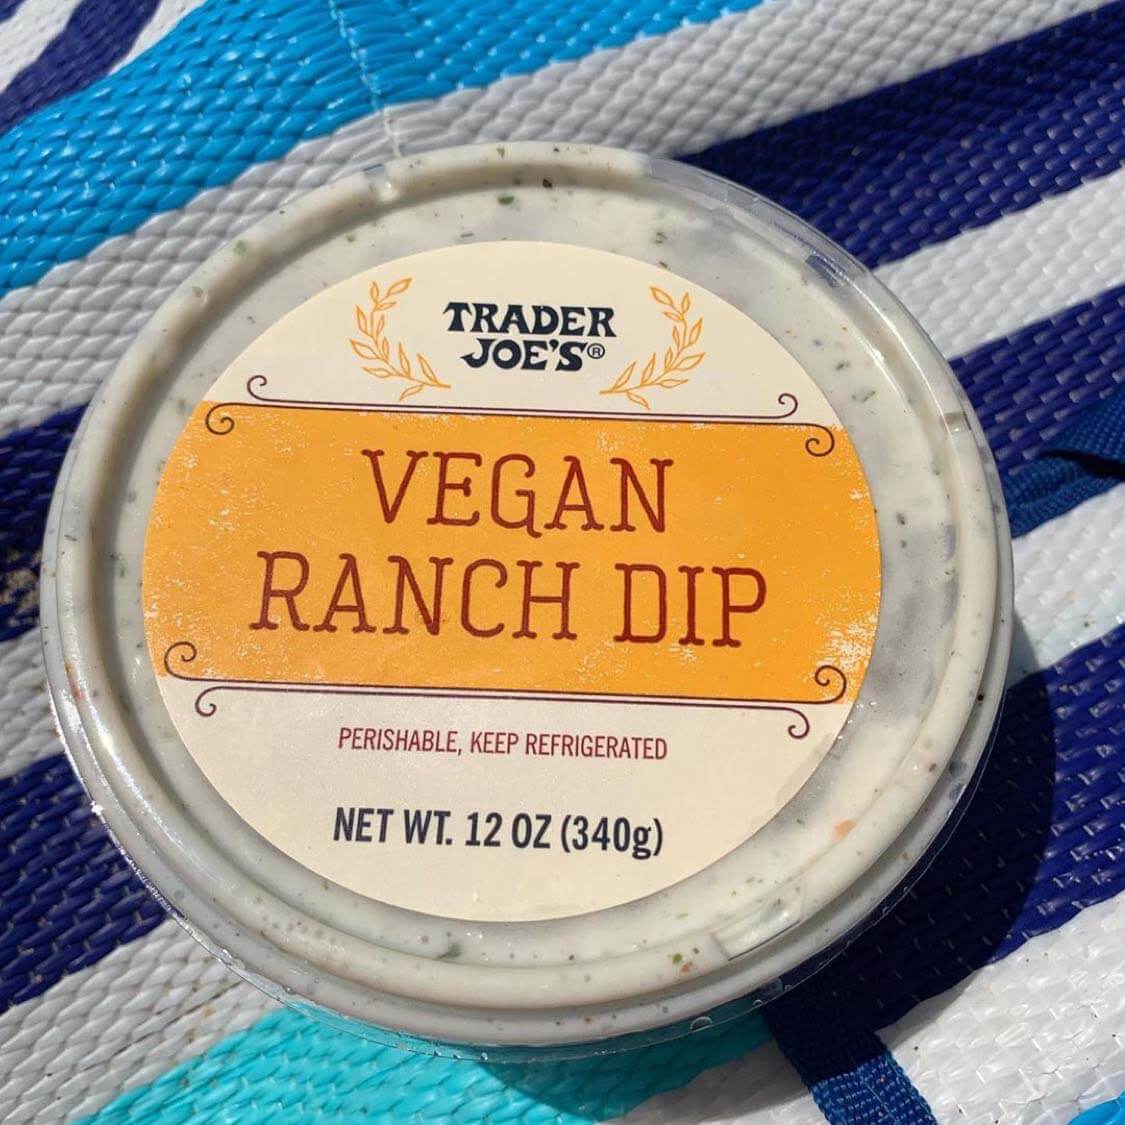 TRADER
JOE'S®
VEGAN
RANCH DIP
PERISHABLE, KEEP REFRIGERATED
NET WT. 12 OZ (340g)